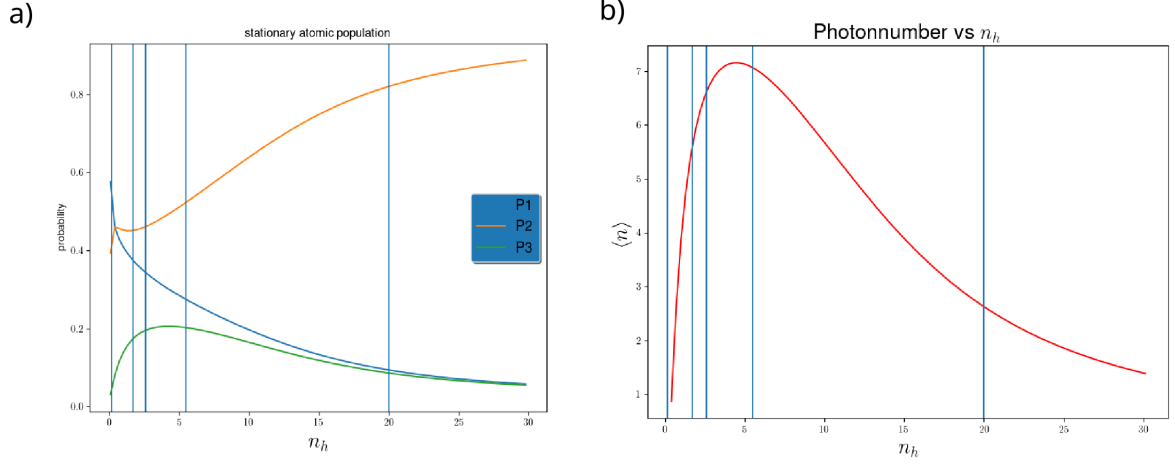 a)
stationary atomic population
probability
0.8
0.6
0.4
0.2
0.0
P1
P2
P3
0
5
10
15
20
25
30
n_h
b)
Photonnumber vs n_h
⟨n⟩
7
6
5
4
3
2
1
0
5
10
15
20
25
30
n_h